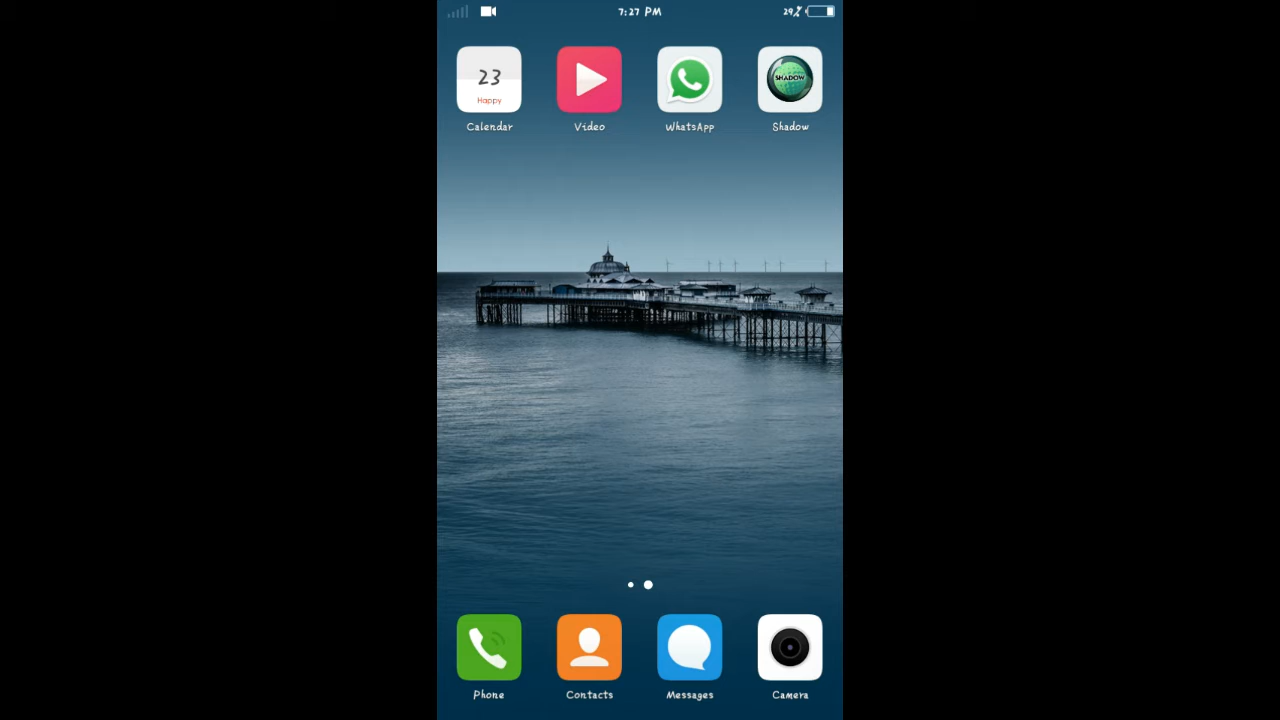 7:27 PM 29%
23
Happy
SHADOW
Calendar Video WhatsApp Shadow
Phone Contacts Messages Camera